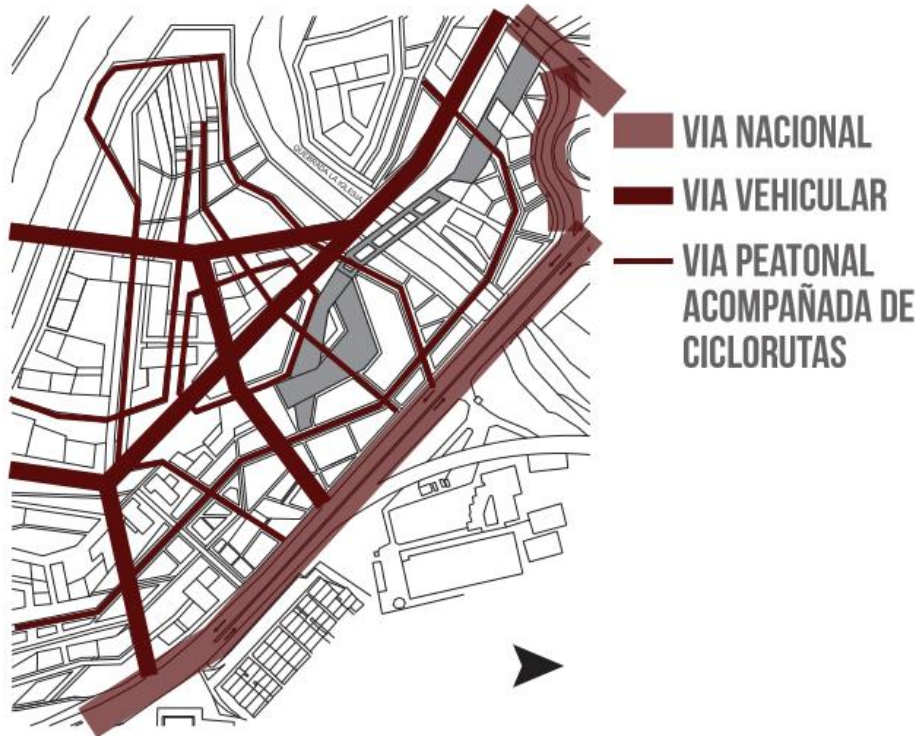 QUEBRADA LA IGLESIA
VIA NACIONAL
VIA VEHICULAR
VIA PEATONAL
ACOMPAÑADA DE
CICLORUTAS